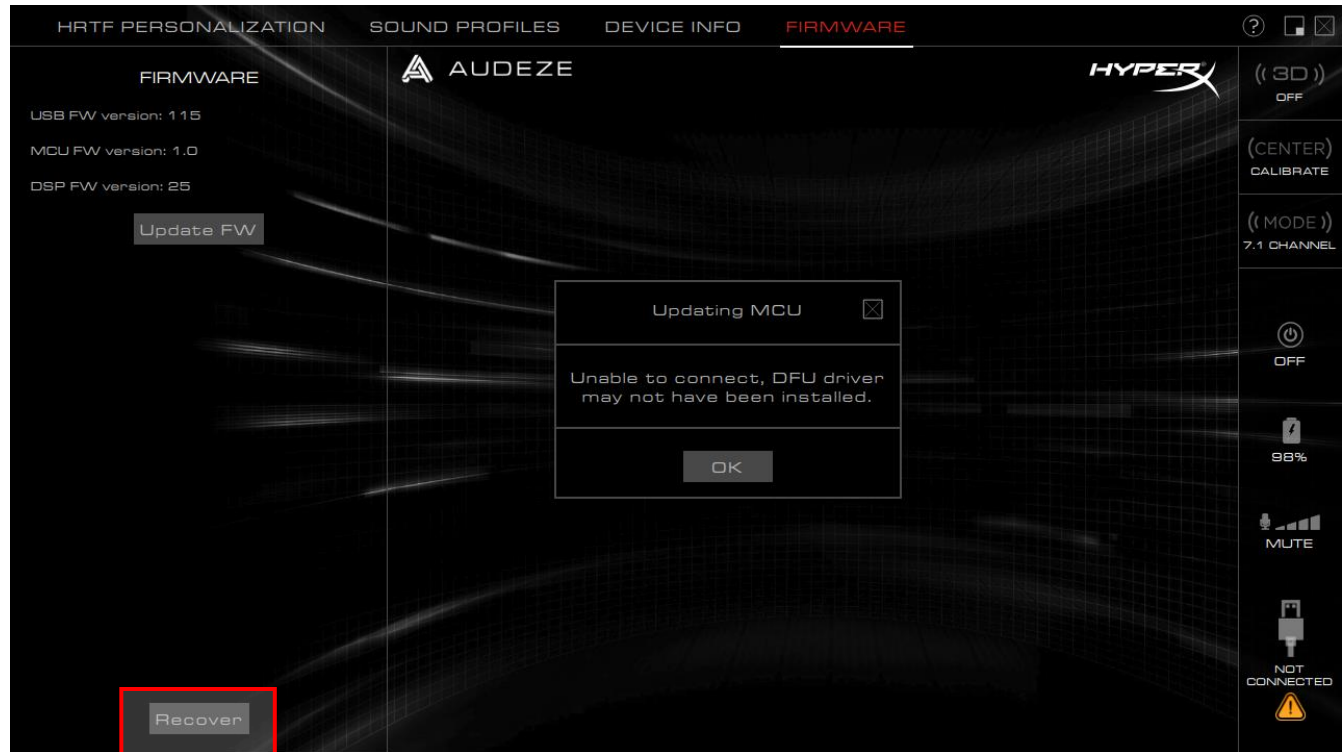 HRTF PERSONALIZATION SOUND PROFILES DEVICE INFO FIRMWARE ?
FIRMWARE
USB FW version: 115
MCU FW version: 1.0
DSP FW version: 25
Update FW
Recover
AUDEZE
HYPERX
Updating MCU
Unable to connect, DFU driver
may not have been installed.
OK
((3D))
OFF
(CENTER)
CALIBRATE
((MODE))
7.1 CHANNEL
OFF
98%
MUTE
NOT
CONNECTED